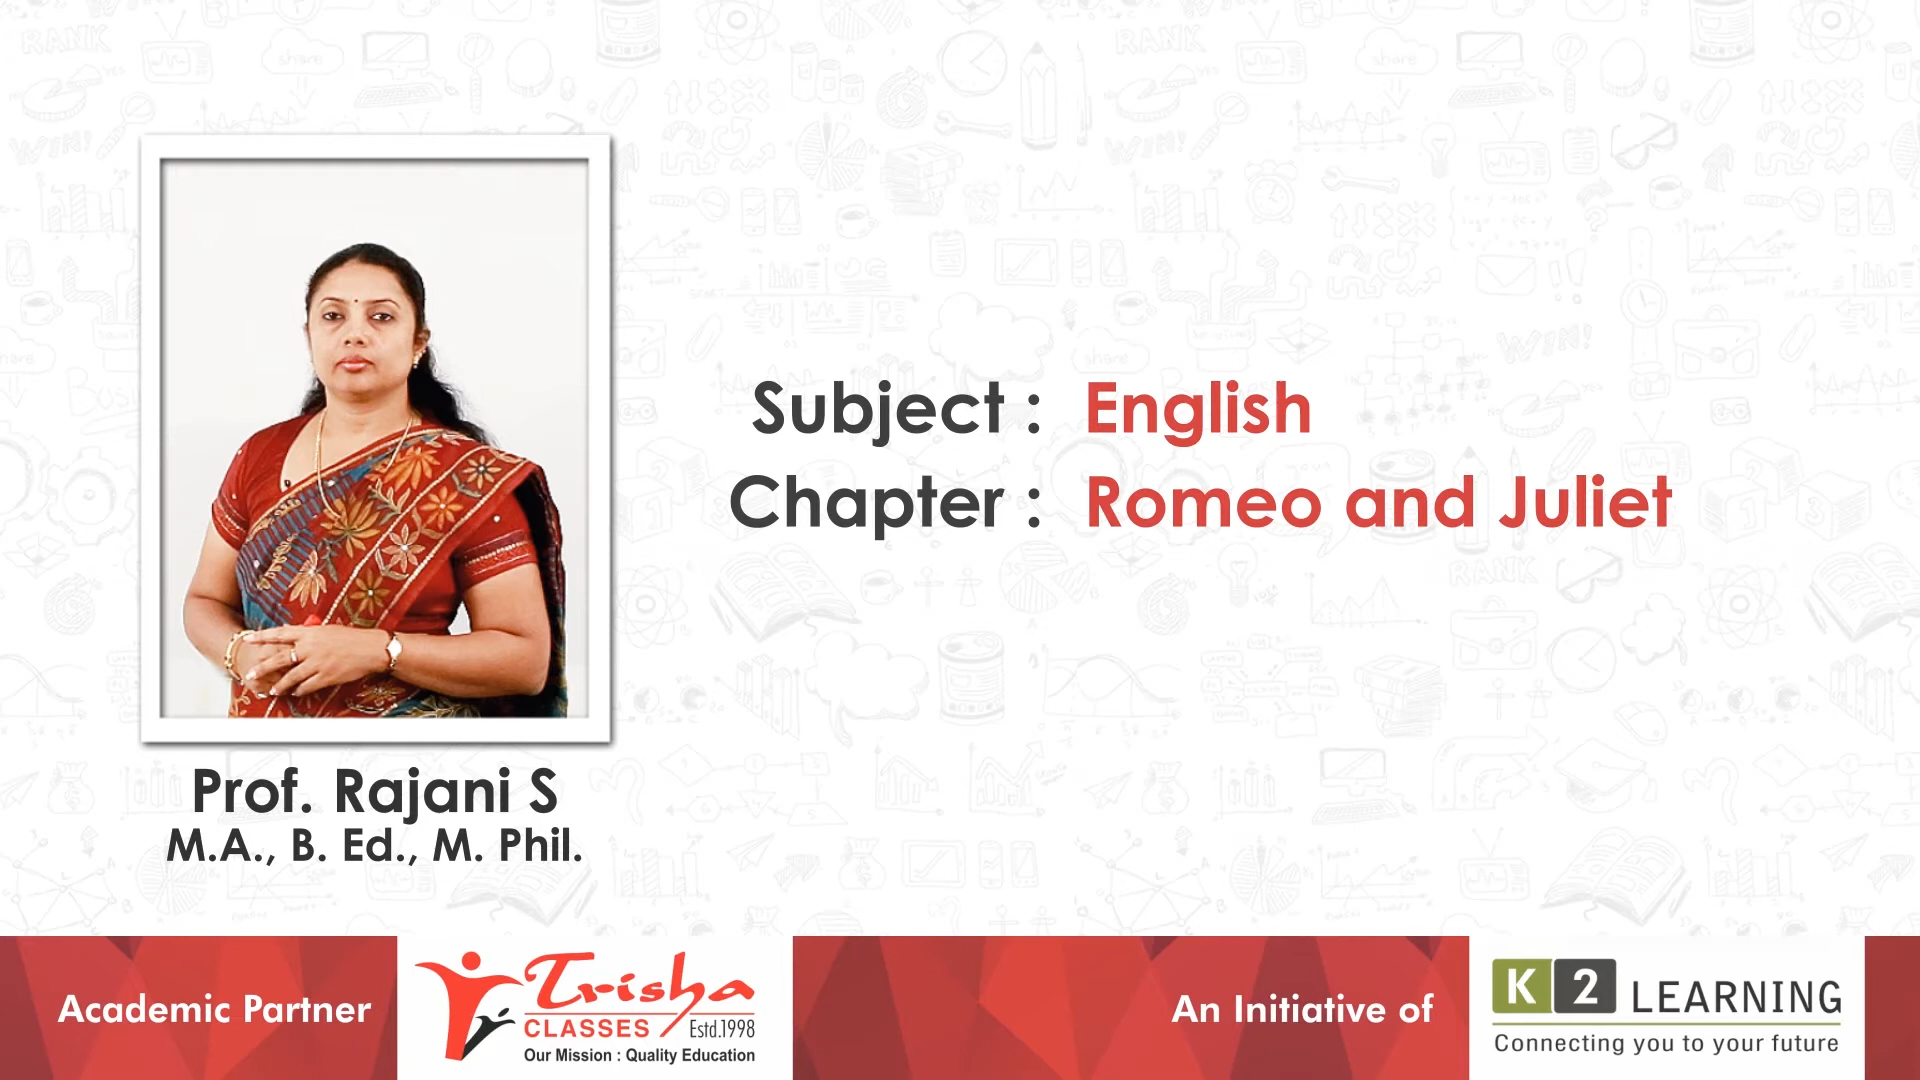 Subject : English
Chapter : Romeo and Juliet
Prof. Rajani S
M.A., B. Ed., M. Phil.
Academic Partner
Trisha
CLASSES Estd.1998
Our Mission : Quality Education
An Initiative of
K2 LEARNING
Connecting you to your future